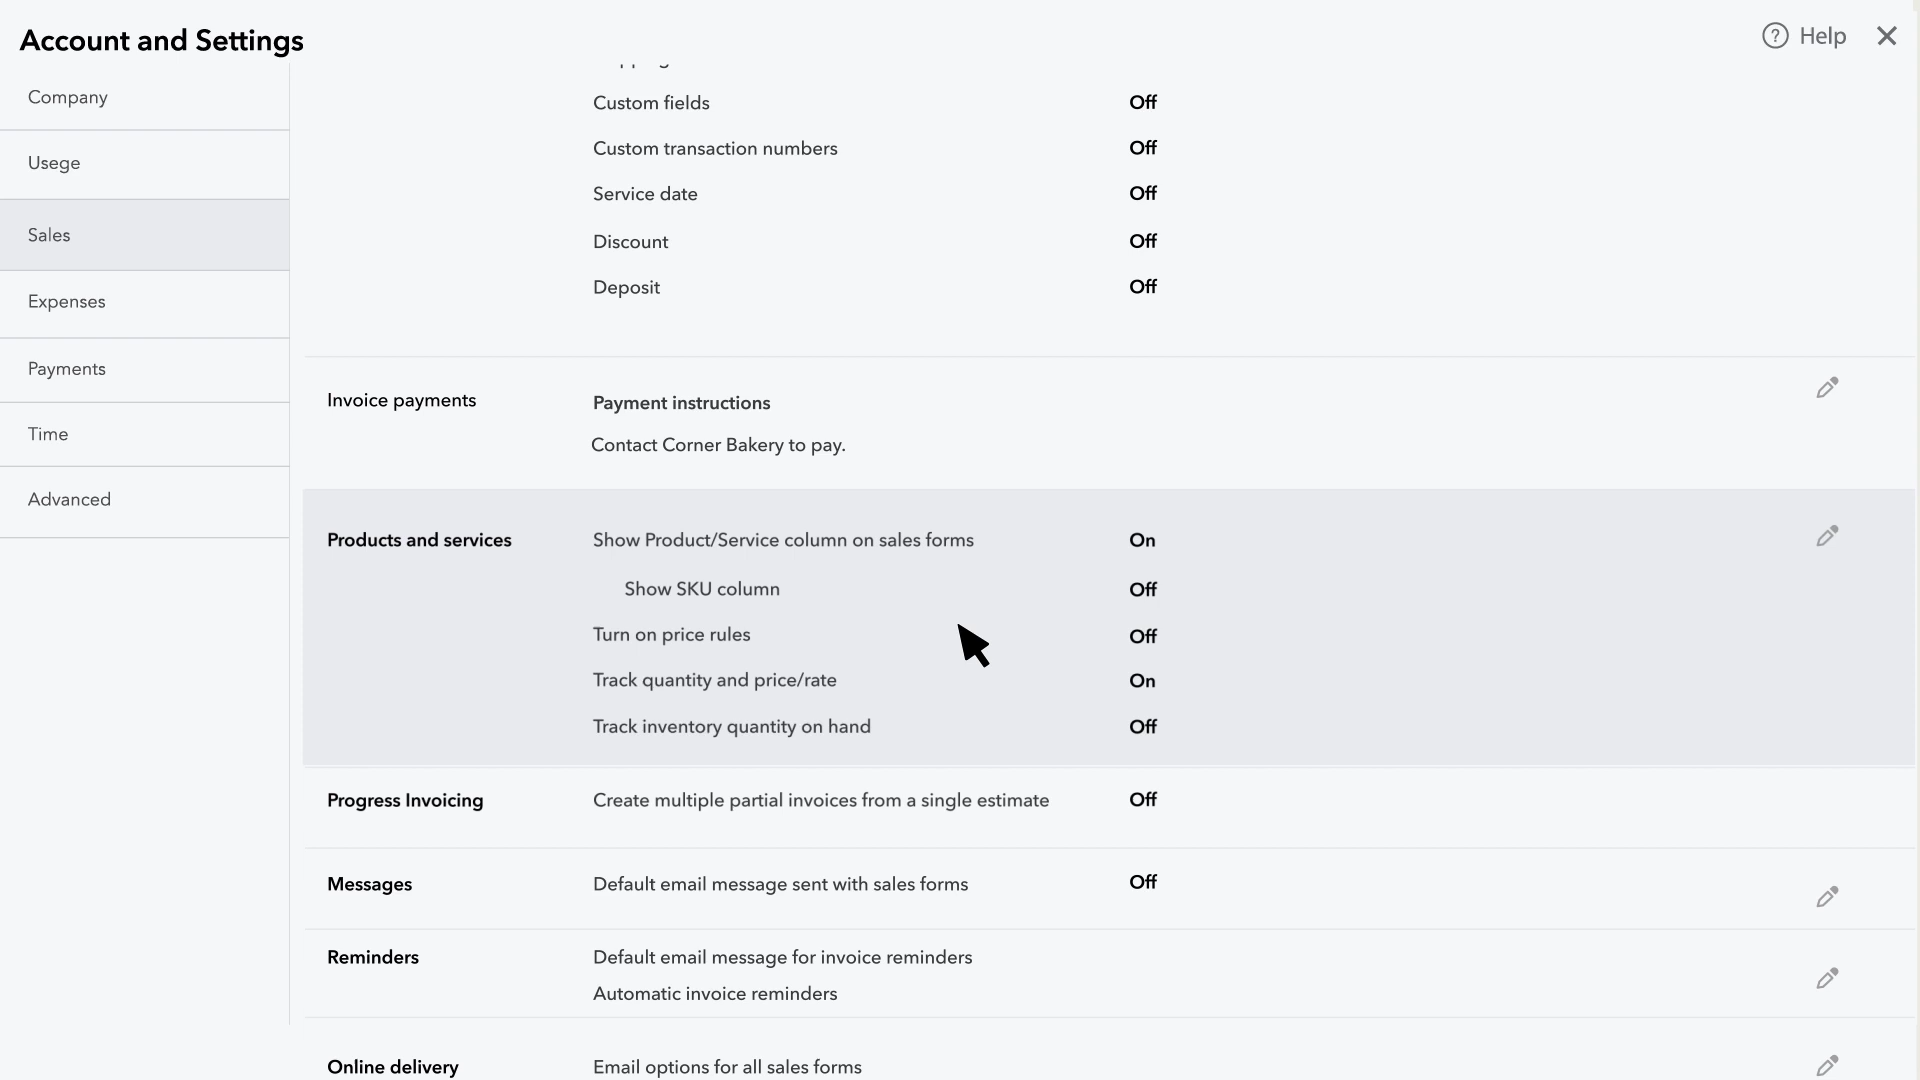 Account and Settings
? Help
Company
Usege
Sales
Expenses
Payments
Time
Advanced
Custom fields Off
Custom transaction numbers Off
Service date Off
Discount Off
Deposit Off
Invoice payments Payment instructions
Contact Corner Bakery to pay.
Products and services Show Product/Service column on sales forms On
Show SKU column Off
Turn on price rules Off
Track quantity and price/rate On
Track inventory quantity on hand Off
Progress Invoicing Create multiple partial invoices from a single estimate Off
Messages Default email message sent with sales forms Off
Reminders Default email message for invoice reminders
Automatic invoice reminders
Online delivery Email options for all sales forms